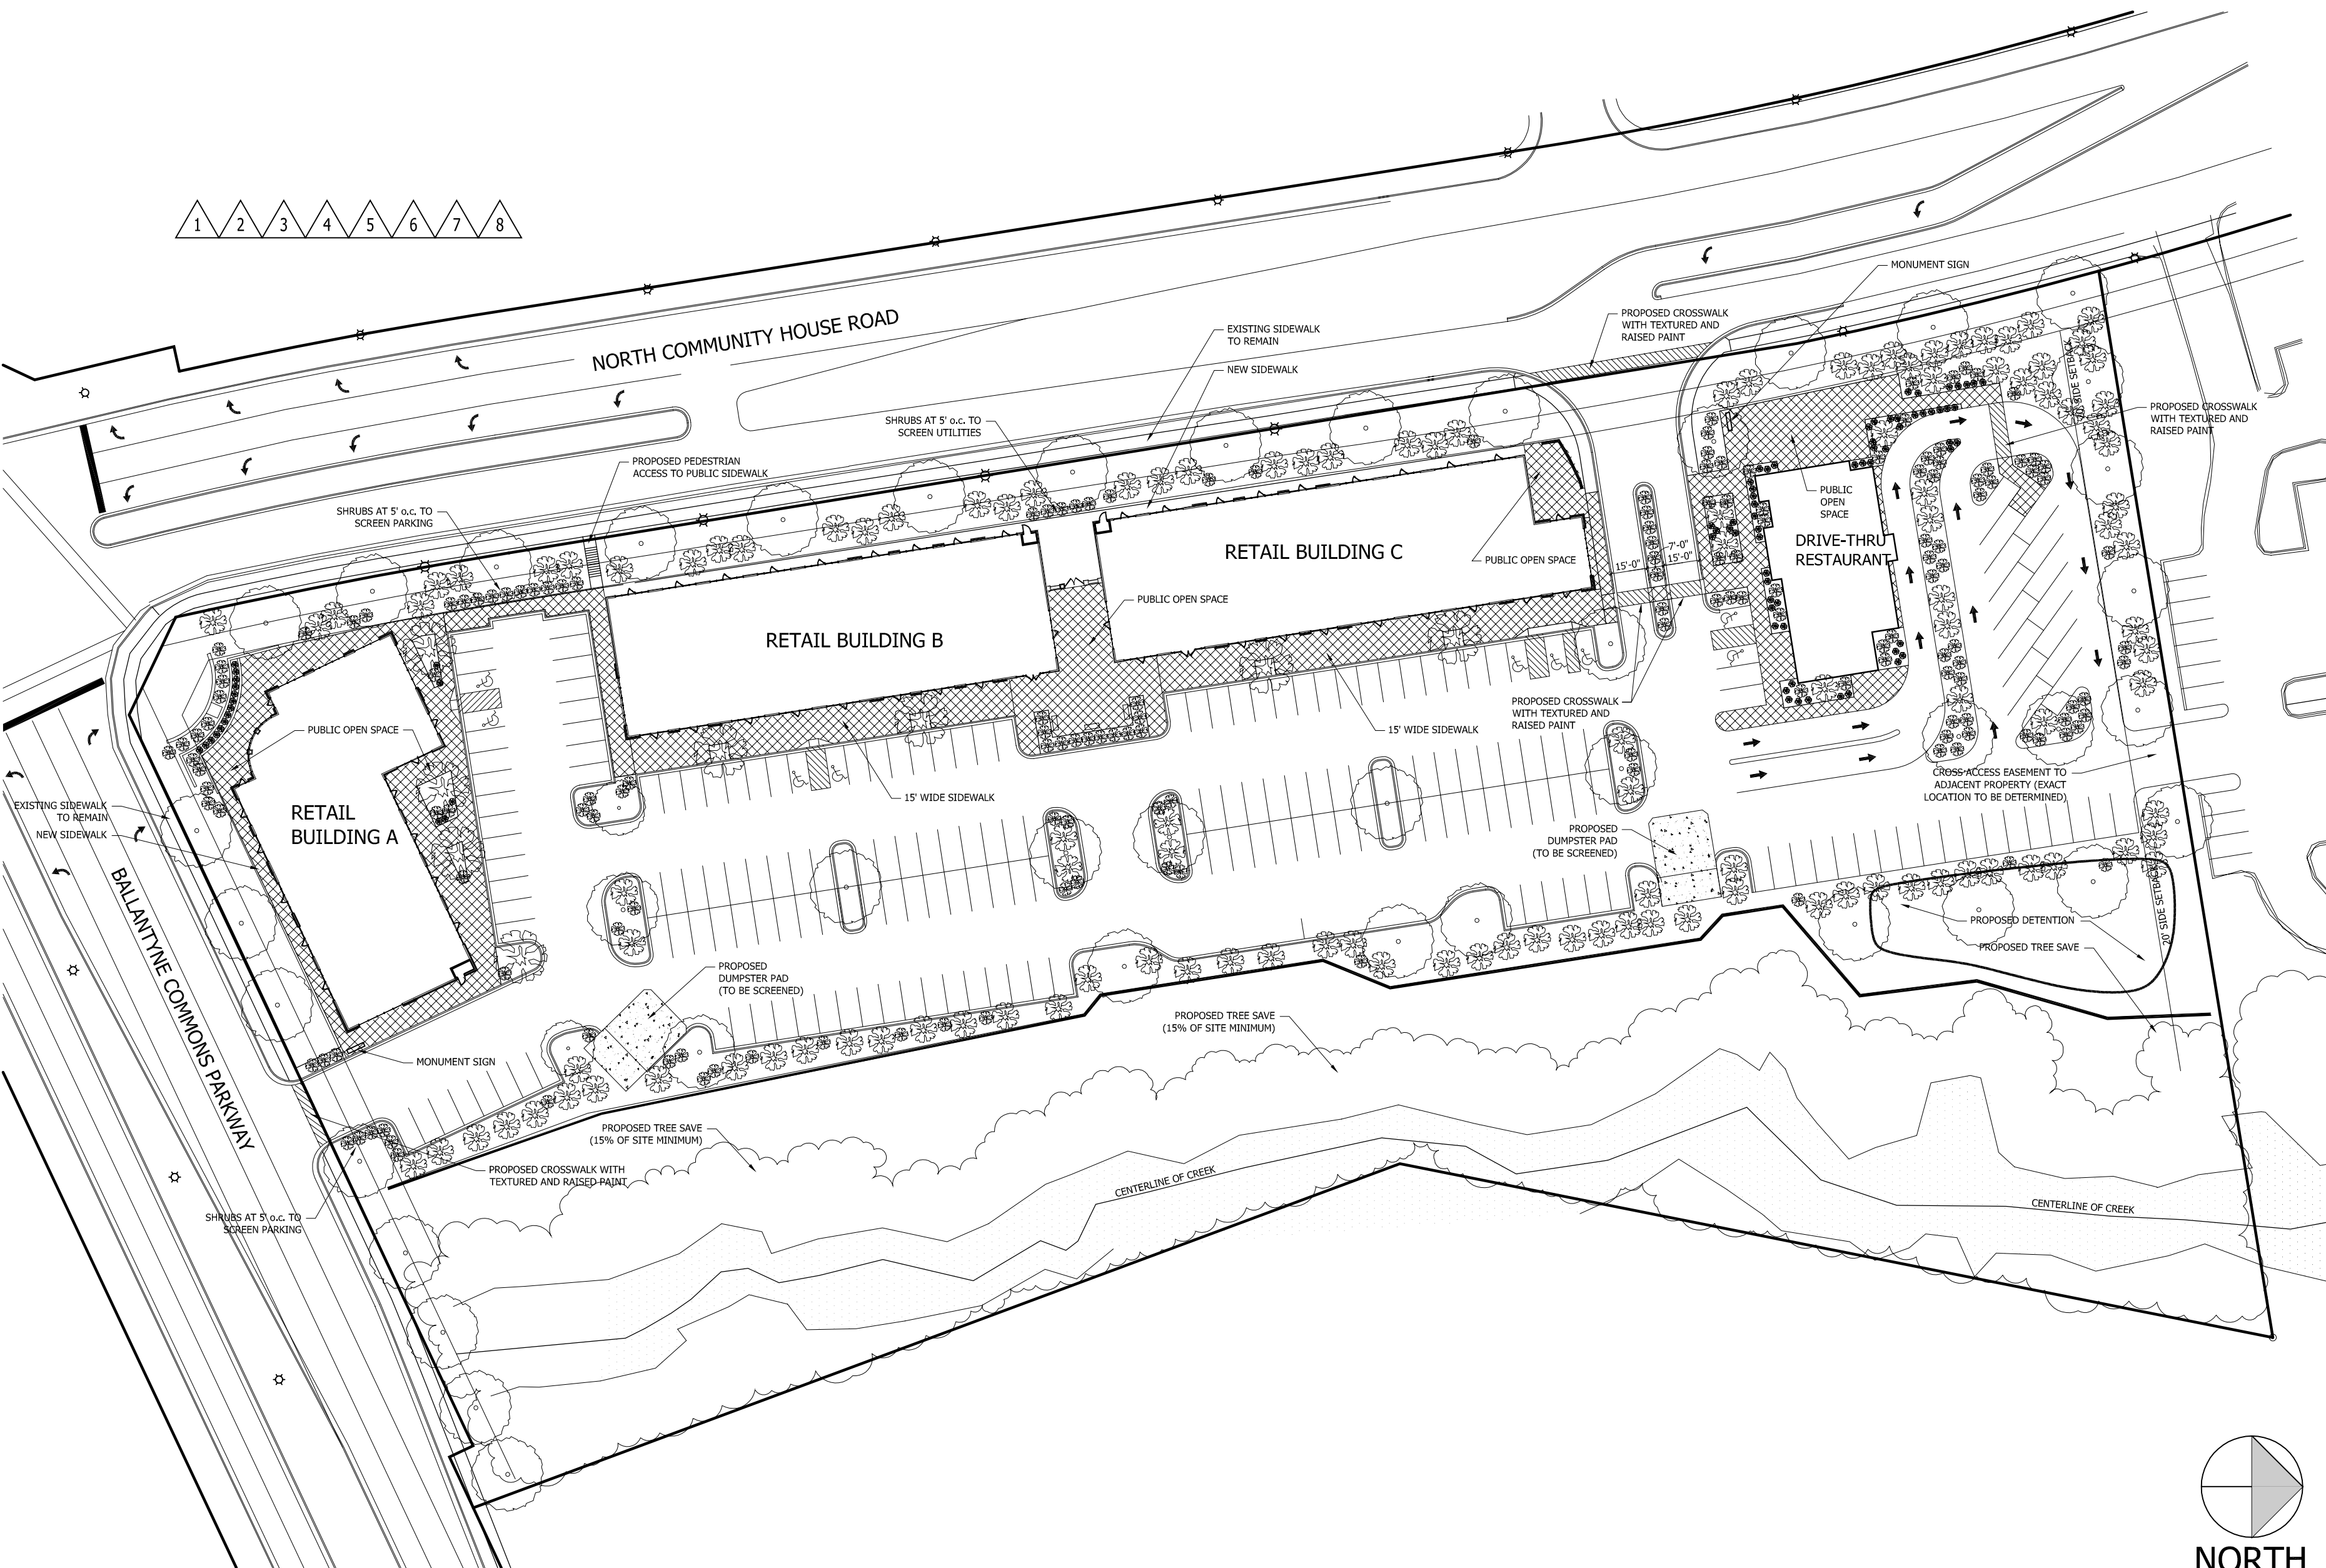 1 2 3 4 5 6 7 8
MONUMENT SIGN
PROPOSED CROSSWALK
WITH TEXTURED AND
RAISED PAINT
NORTH COMMUNITY HOUSE ROAD
EXISTING SIDEWALK
TO REMAIN
NEW SIDEWALK
20' SIDE SETBACK
PROPOSED CROSSWALK
WITH TEXTURED AND
RAISED PAINT
SHRUBS AT 5' o.c. TO
SCREEN UTILITIES
PROPOSED PEDESTRIAN
ACCESS TO PUBLIC SIDEWALK
SHRUBS AT 5' o.c. TO
SCREEN PARKING
PUBLIC
OPEN
SPACE
DRIVE-THRU
RESTAURANT
RETAIL BUILDING C
PUBLIC OPEN SPACE
15'-0"
7'-0"
15'-0"
PUBLIC OPEN SPACE
RETAIL BUILDING B
PROPOSED CROSSWALK
WITH TEXTURED AND
RAISED PAINT
PUBLIC OPEN SPACE
15' WIDE SIDEWALK
15' WIDE SIDEWALK
CROSS-ACCESS EASEMENT TO
ADJACENT PROPERTY (EXACT
LOCATION TO BE DETERMINED)
RETAIL
BUILDING A
EXISTING SIDEWALK
TO REMAIN
NEW SIDEWALK
PROPOSED
DUMPSTER PAD
(TO BE SCREENED)
20' SIDE SETBACK
PROPOSED DETENTION
PROPOSED TREE SAVE
BALLANTYNE COMMONS PARKWAY
PROPOSED
DUMPSTER PAD
(TO BE SCREENED)
PROPOSED TREE SAVE
(15% OF SITE MINIMUM)
MONUMENT SIGN
PROPOSED TREE SAVE
(15% OF SITE MINIMUM)
PROPOSED CROSSWALK WITH
TEXTURED AND RAISED PAINT
CENTERLINE OF CREEK
CENTERLINE OF CREEK
SHRUBS AT 5' o.c. TO
SCREEN PARKING
NORTH